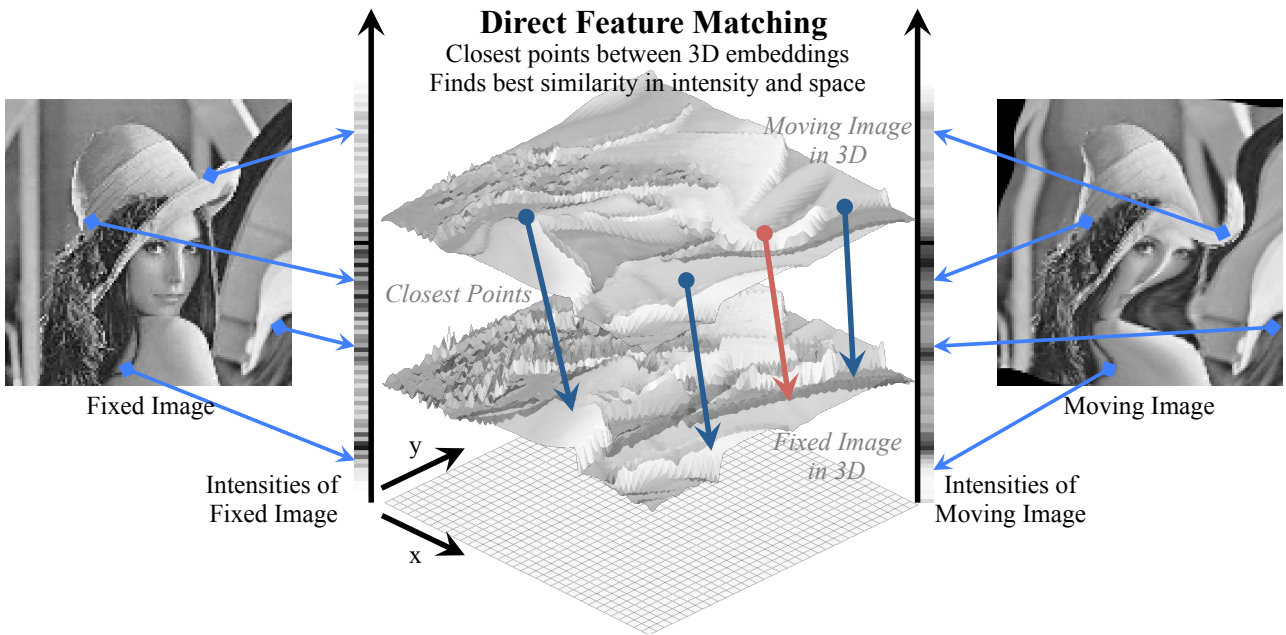 Direct Feature Matching
Closest points between 3D embeddings
Finds best similarity in intensity and space
Moving Image
in 3D
Closest Points
Fixed Image
Moving Image
Fixed Image
in 3D
y
Intensities of
Fixed Image
Intensities of
Moving Image
x